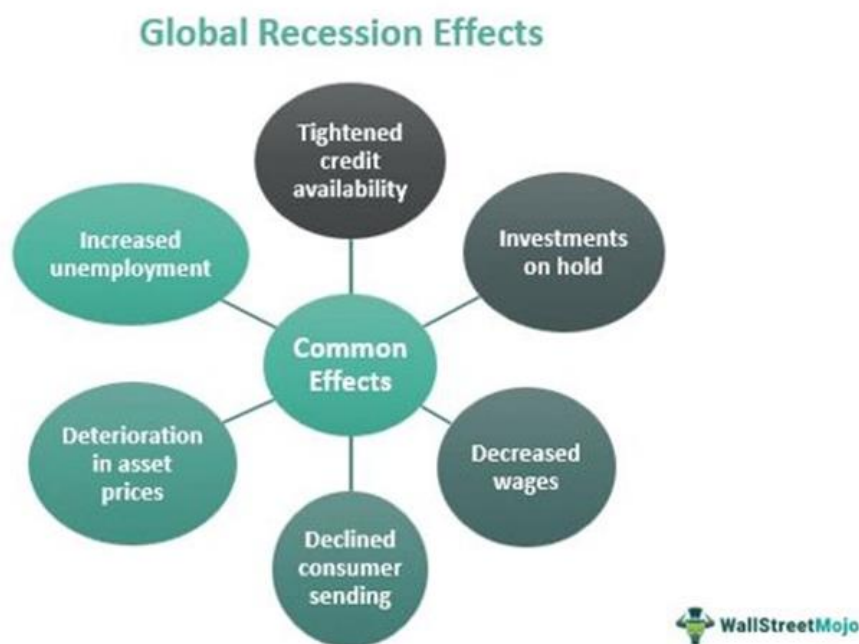 Global Recession Effects
Tightened
credit
availability
Investments
on hold
Decreased
wages
Declined
consumer
sending
Deterioration
in asset
prices
Increased
unemployment
Common
Effects
WallStreetMojo